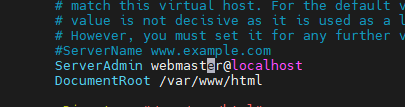 # match this virtual host. For the default v
# value is not decisive as it is used as a l
# However, you must set it for any further v
#ServerName www.example.com
ServerAdmin webmaster@localhost
DocumentRoot /var/www/html